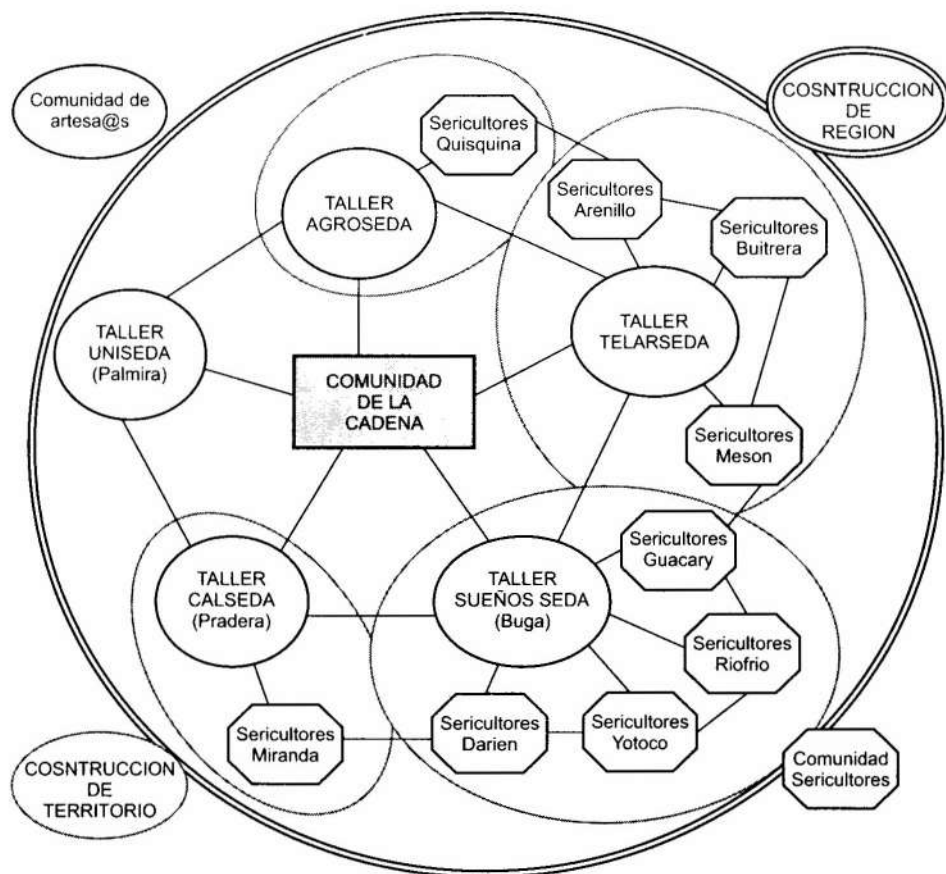 Comunidad de
artesa@s
COSNTRUCCION
DE
REGION
Sericultores
Quisquina
Sericultores
Arenillo
TALLER
AGROSEDA
Sericultores
Buitrera
TALLER
UNISEDA
(Palmira)
TALLER
TELARSEDA
COMUNIDAD
DE LA
CADENA
Sericultores
Meson
Sericultores
Guacary
TALLER
CALSEDA
(Pradera)
TALLER
SUEÑOS SEDA
(Buga)
Sericultores
Riofrio
Sericultores
Miranda
Sericultores
Darien
Sericultores
Yotoco
COSNTRUCCION
DE
TERRITORIO
Comunidad
Sericultores